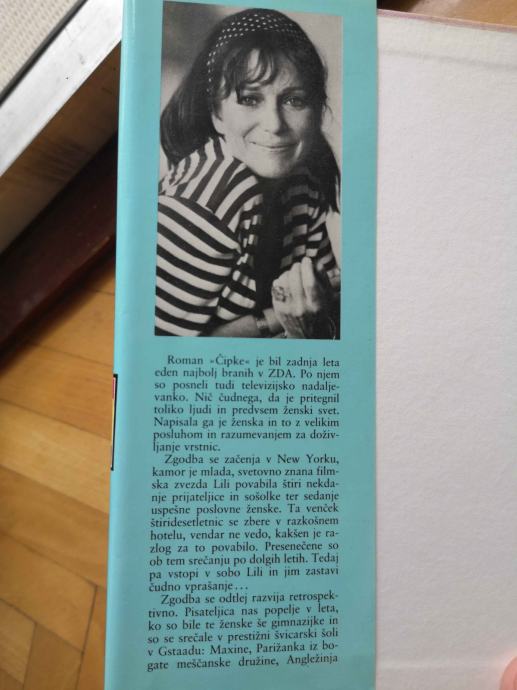 Roman »Čipke« je bil zadnja leta
eden najbolj branih v ZDA. Po njem
so posneli tudi televizijsko nadalje-
vanko. Nič čudnega, da je pritegnil
toliko ljudi in predvsem ženski svet.
Napisala ga je ženska in to z velikim
posluhom in razumevanjem za doživ-
ljanje vrstnic.
Zgodba se začenja v New Yorku,
kamor je mlada, svetovno znana film-
ska zvezda Lili povabila štiri nekda-
nje prijateljice in sošolke ter sedanje
uspešne poslovne ženske. Ta venček
štiridesetletnic se zbere v razkošnem
hotelu, vendar ne vedo, kakšen je ra-
zlog za to povabilo. Presenečene so
ob tem srečanju po dolgih letih. Tedaj
pa vstopi v sobo Lili in jim zastavi
čudno vprašanje...
Zgodba se odtlej razvija retrospek-
tivno. Pisateljica nas popelje v leta,
ko so bile te ženske še gimnazijke in
so se srečale v prestižni švicarski šoli
v Gstaadu: Maxine, Parižanka iz bo-
gate meščanske družine, Angležinja